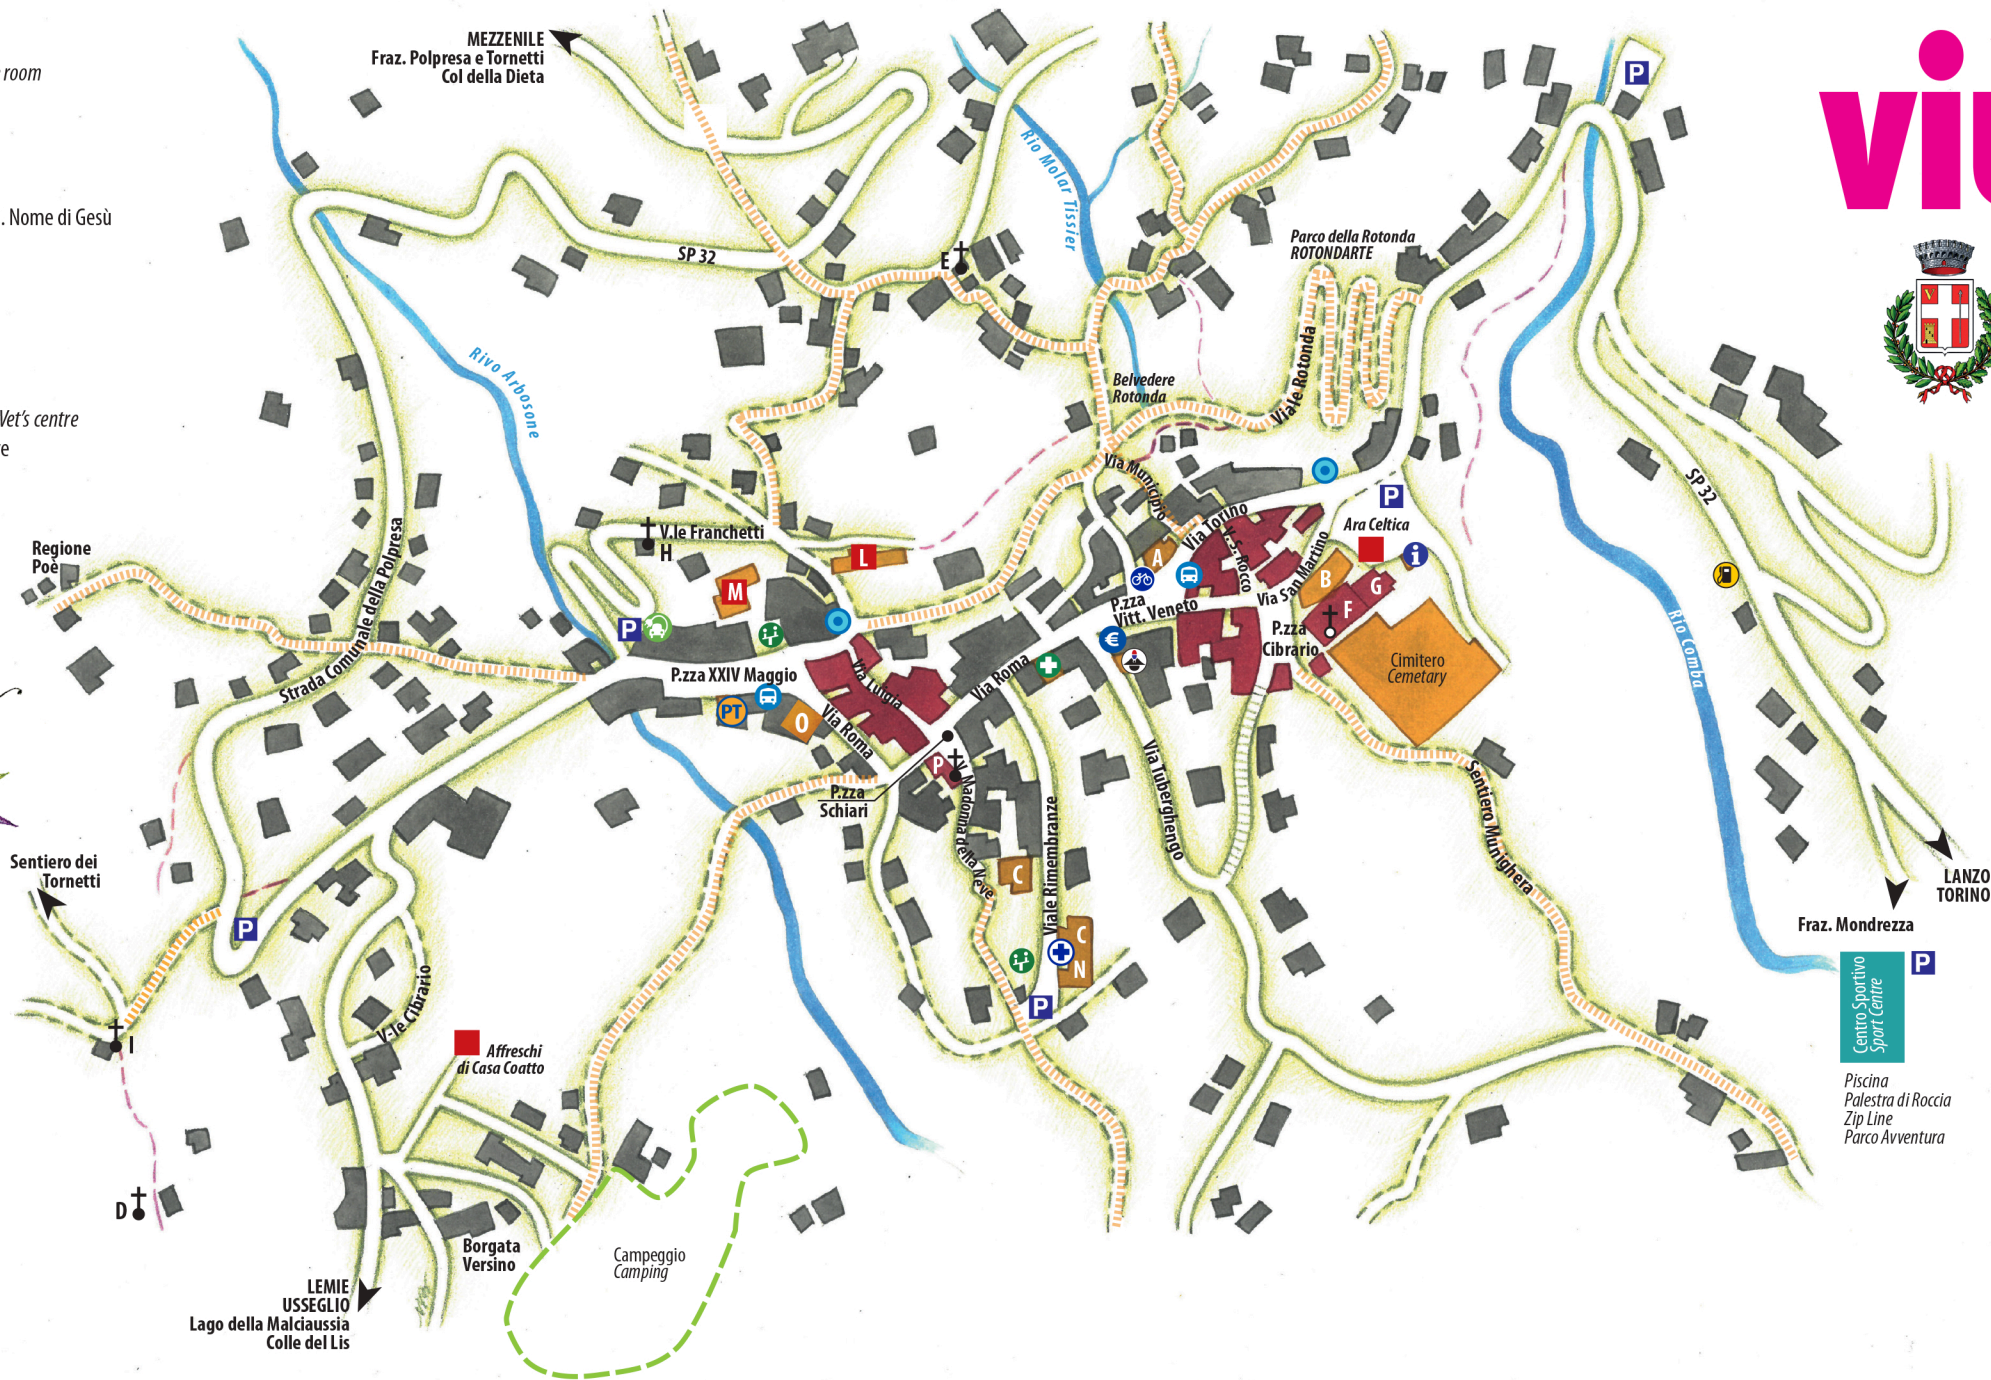 room
. Nome di Gesù
Vet's centre
MEZZENILE
Fraz. Polpresa e Tornetti
Col della Dieta
Rio Molar Tissier
P
SP 32
E
Parco della Rotonda
ROTONDARTE
Viale Rotonda
Belvedere
Rotonda
Rivo Arbosone
Via Municipio
Via Torino
V. S. Rocco
Via San Martino
P
Ara Celtica
i
SP 32
Regione
Poè
Strada Comunale della Polpresa
V.le Franchetti
H
L
M
P
A
B
G
F
P.zza
Vitt. Veneto
€
P.zza
Cibrario
Cimitero
Cemetary
Rio Comba
P.zza XXIV Maggio
PT
O
Via Luigia
Via Roma
Via Roma
P.zza
Schiari
P
V. Madonna della Neve
Viale Rimembranze
Via Tuberghengo
Sentiero Munighera
C
C
N
P
Sentiero dei
Tornetti
P
I
D
V-le Cibrario
Affreschi
di Casa Coatto
Borgata
Versino
Campeggio
Camping
LEMIE
USSEGLIO
Lago della Malciaussia
Colle del Lis
LANZO
TORINO
Fraz. Mondrezza
P
Centro Sportivo
Sport Centre
Piscina
Palestra di Roccia
Zip Line
Parco Avventura